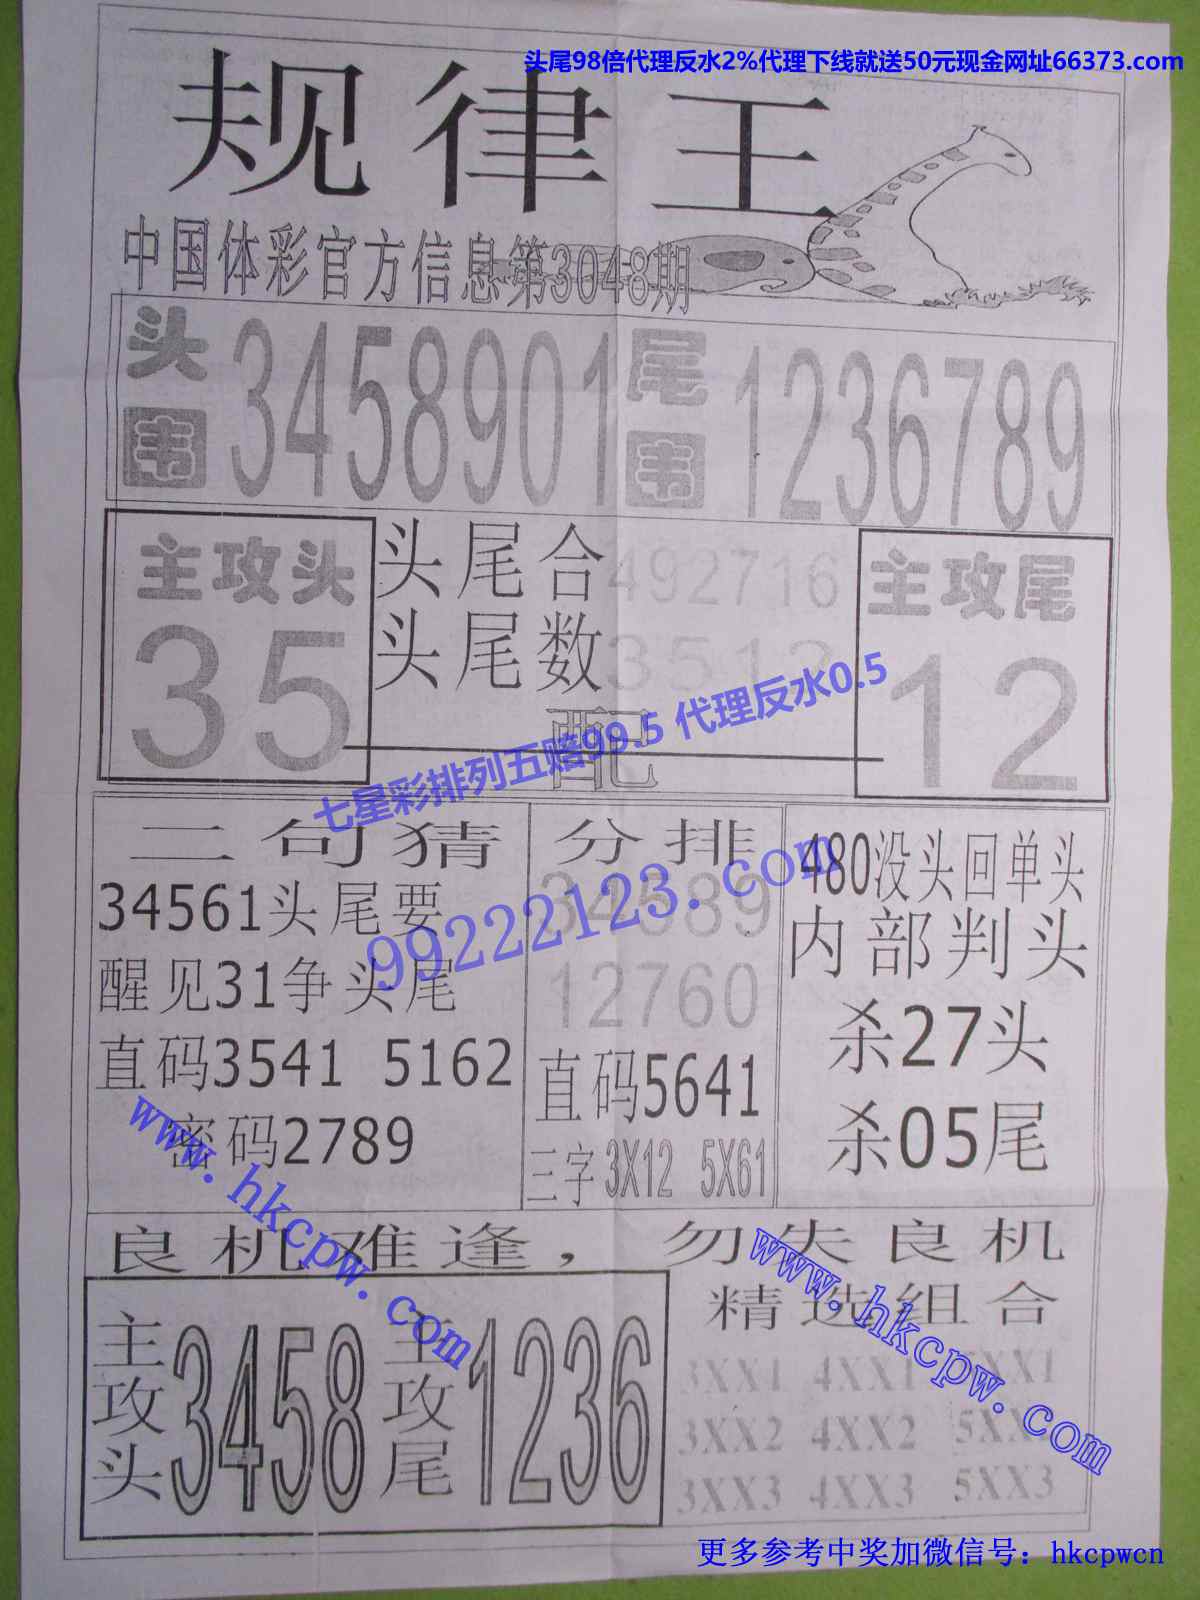 头尾98倍代理反水2%代理下线就送50元现金网址66373.com
规律王
中国体彩官方信息第3048期
头围 3458901 尾围 1236789
主攻头 35
头尾合 492716
头尾数 3512
配
主攻尾 12
七星彩排列五赔99.5 代理反水0.5
99222123.com
二句猜
34561头尾要
醒见31争头尾
直码3541 5162
密码2789
分排
34589
12760
直码5641
三字 3X12 5X61
480没头回单头
内部判头
杀27头
杀05尾
www.hkcpw.com
良机难逢，勿失良机
主攻头 3458 主攻尾 1236
精选组合
3XX1 4XX1 5XX1
3XX2 4XX2 5XX2
3XX3 4XX3 5XX3
www.hkcpw.com
更多参考中奖加微信号：hkcpwcn